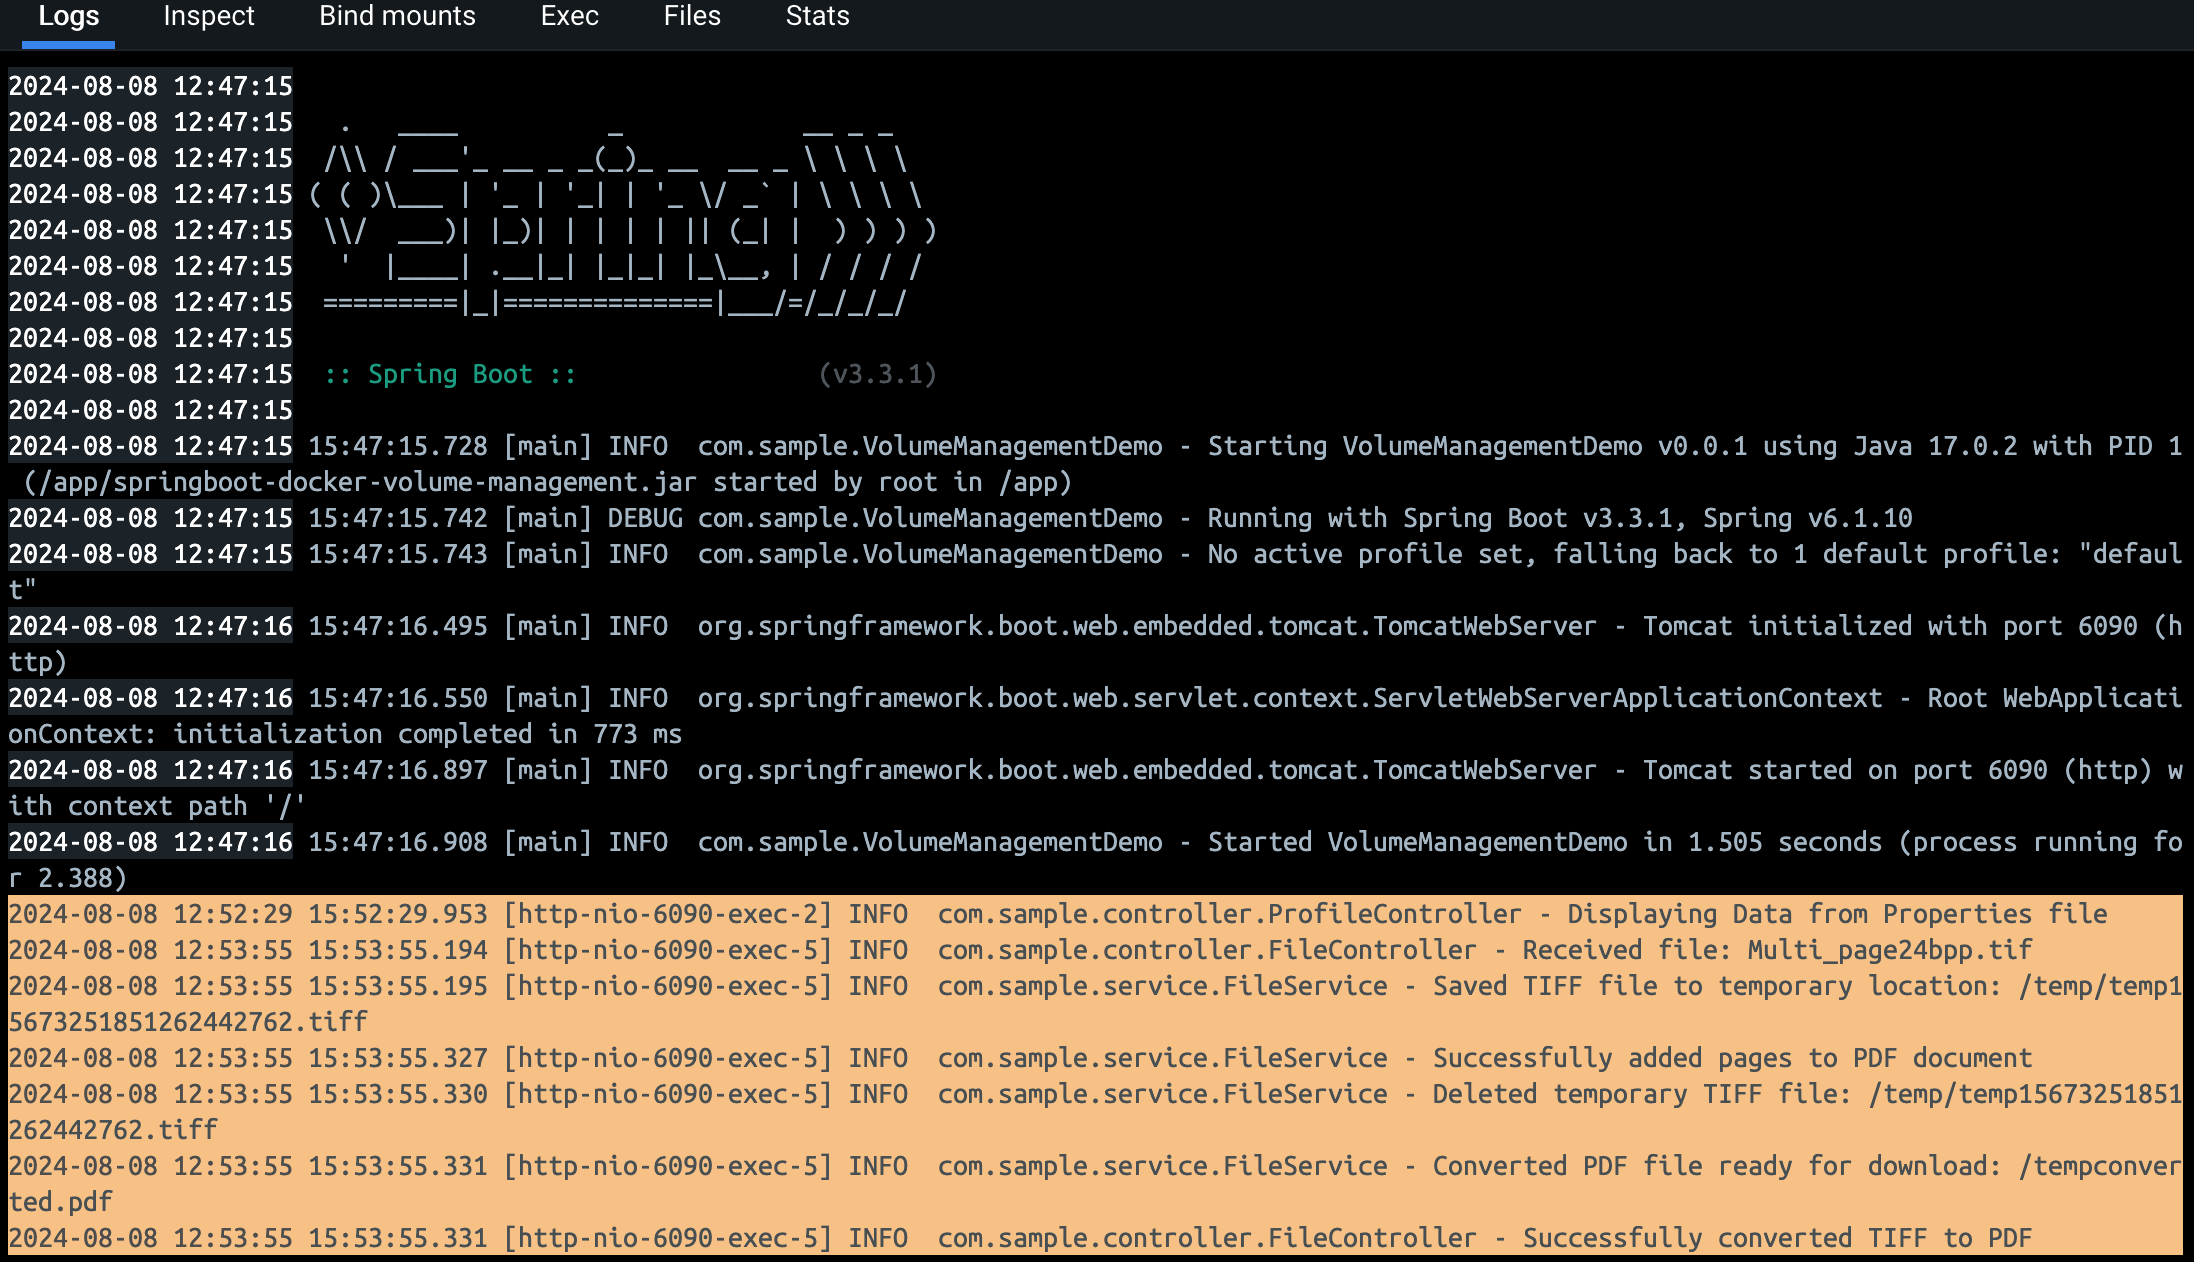 Logs Inspect Bind mounts Exec Files Stats
2024-08-08 12:47:15
2024-08-08 12:47:15   .   ____          _            __ _ _
2024-08-08 12:47:15  /\\ / ___'_ __ _ _(_)_ __  __ _ \ \ \ \
2024-08-08 12:47:15 ( ( )\___ | '_ | '_| | '_ \/ _` | \ \ \ \
2024-08-08 12:47:15  \\/  ___)| |_)| | | | | || (_| |  ) ) ) )
2024-08-08 12:47:15   '  |____| .__|_| |_|_| |_\__, | / / / /
2024-08-08 12:47:15  =========|_|==============|___/=/_/_/_/
2024-08-08 12:47:15
2024-08-08 12:47:15  :: Spring Boot ::                (v3.3.1)
2024-08-08 12:47:15
2024-08-08 12:47:15 15:47:15.728 [main] INFO  com.sample.VolumeManagementDemo - Starting VolumeManagementDemo v0.0.1 using Java 17.0.2 with PID 1
 (/app/springboot-docker-volume-management.jar started by root in /app)
2024-08-08 12:47:15 15:47:15.742 [main] DEBUG com.sample.VolumeManagementDemo - Running with Spring Boot v3.3.1, Spring v6.1.10
2024-08-08 12:47:15 15:47:15.743 [main] INFO  com.sample.VolumeManagementDemo - No active profile set, falling back to 1 default profile: "defaul
t"
2024-08-08 12:47:16 15:47:16.495 [main] INFO  org.springframework.boot.web.embedded.tomcat.TomcatWebServer - Tomcat initialized with port 6090 (h
ttp)
2024-08-08 12:47:16 15:47:16.550 [main] INFO  org.springframework.boot.web.servlet.context.ServletWebServerApplicationContext - Root WebApplicati
onContext: initialization completed in 773 ms
2024-08-08 12:47:16 15:47:16.897 [main] INFO  org.springframework.boot.web.embedded.tomcat.TomcatWebServer - Tomcat started on port 6090 (http) w
ith context path '/'
2024-08-08 12:47:16 15:47:16.908 [main] INFO  com.sample.VolumeManagementDemo - Started VolumeManagementDemo in 1.505 seconds (process running fo
r 2.388)
2024-08-08 12:52:29 15:52:29.953 [http-nio-6090-exec-2] INFO  com.sample.controller.ProfileController - Displaying Data from Properties file
2024-08-08 12:53:55 15:53:55.194 [http-nio-6090-exec-5] INFO  com.sample.controller.FileController - Received file: Multi_page24bpp.tif
2024-08-08 12:53:55 15:53:55.195 [http-nio-6090-exec-5] INFO  com.sample.service.FileService - Saved TIFF file to temporary location: /temp/temp1
5673251851262442762.tiff
2024-08-08 12:53:55 15:53:55.327 [http-nio-6090-exec-5] INFO  com.sample.service.FileService - Successfully added pages to PDF document
2024-08-08 12:53:55 15:53:55.330 [http-nio-6090-exec-5] INFO  com.sample.service.FileService - Deleted temporary TIFF file: /temp/temp15673251851
262442762.tiff
2024-08-08 12:53:55 15:53:55.331 [http-nio-6090-exec-5] INFO  com.sample.service.FileService - Converted PDF file ready for download: /tempconver
ted.pdf
2024-08-08 12:53:55 15:53:55.331 [http-nio-6090-exec-5] INFO  com.sample.controller.FileController - Successfully converted TIFF to PDF